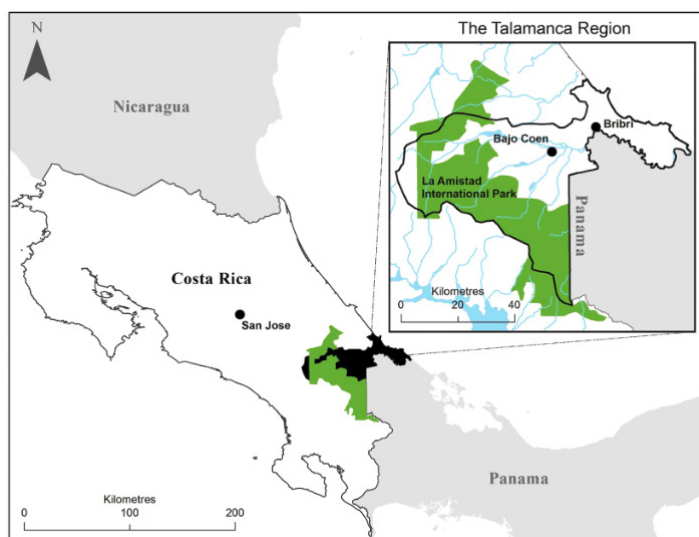 The Talamanca Region
N
Nicaragua
Bribri
Bajo Coen
La Amistad
International Park
Panama
Kilometres
0 20 40
Costa Rica
San Jose
Panama
Kilometres
0 100 200